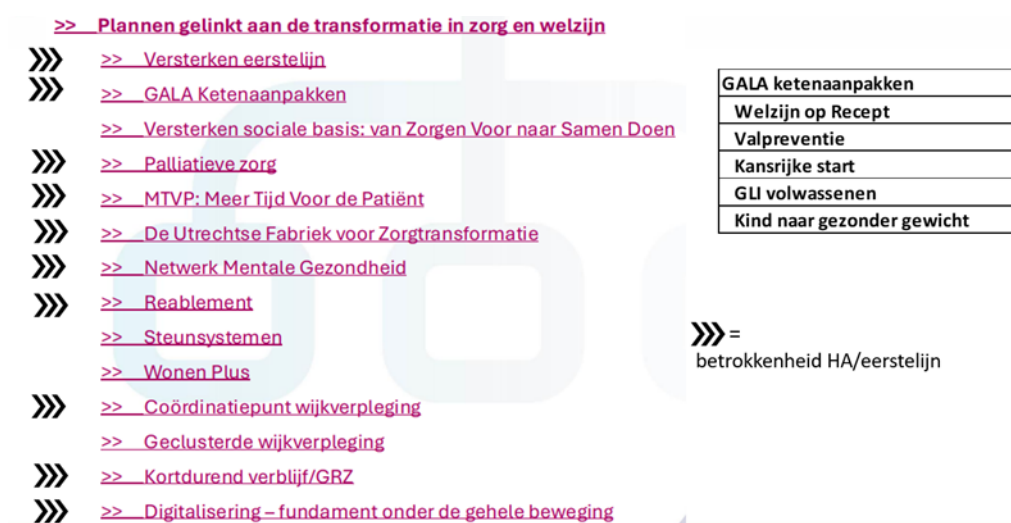 >> Plannen gelinkt aan de transformatie in zorg en welzijn
>> Versterken eerstelijn
>> GALA Ketenaanpakken
>> Versterken sociale basis: van Zorgen Voor naar Samen Doen
>> Palliatieve zorg
>> MTVP: Meer Tijd Voor de Patiënt
>> De Utrechtse Fabriek voor Zorgtransformatie
>> Netwerk Mentale Gezondheid
>> Reablement
>> Steunsystemen
>> Wonen Plus
>> Coördinatiepunt wijkverpleging
>> Geclusterde wijkverpleging
>> Kortdurend verblijf/GRZ
>> Digitalisering – fundament onder de gehele beweging
GALA ketenaanpakken
Welzijn op Recept
Valpreventie
Kansrijke start
GLI volwassenen
Kind naar gezonder gewicht
=
betrokkenheid HA/eerstelijn